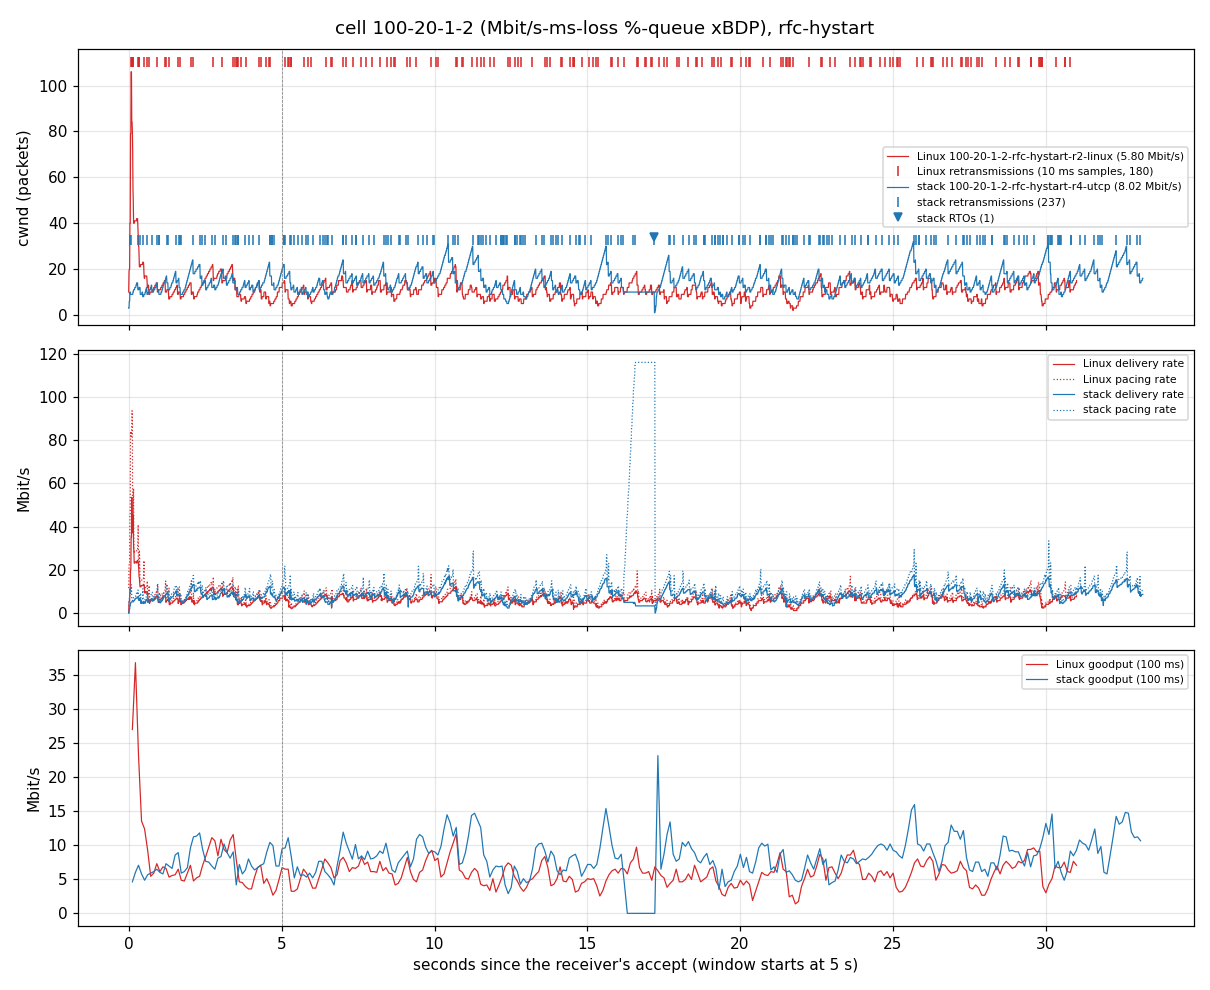 cell 100-20-1-2 (Mbit/s-ms-loss %-queue xBDP), rfc-hystart
cwnd (packets)
100
80
60
40
20
0
Linux 100-20-1-2-rfc-hystart-r2-linux (5.80 Mbit/s)
Linux retransmissions (10 ms samples, 180)
stack 100-20-1-2-rfc-hystart-r4-utcp (8.02 Mbit/s)
stack retransmissions (237)
stack RTOs (1)
Mbit/s
120
100
80
60
40
20
0
Linux delivery rate
Linux pacing rate
stack delivery rate
stack pacing rate
Mbit/s
35
30
25
20
15
10
5
0
Linux goodput (100 ms)
stack goodput (100 ms)
0 5 10 15 20 25 30
seconds since the receiver's accept (window starts at 5 s)